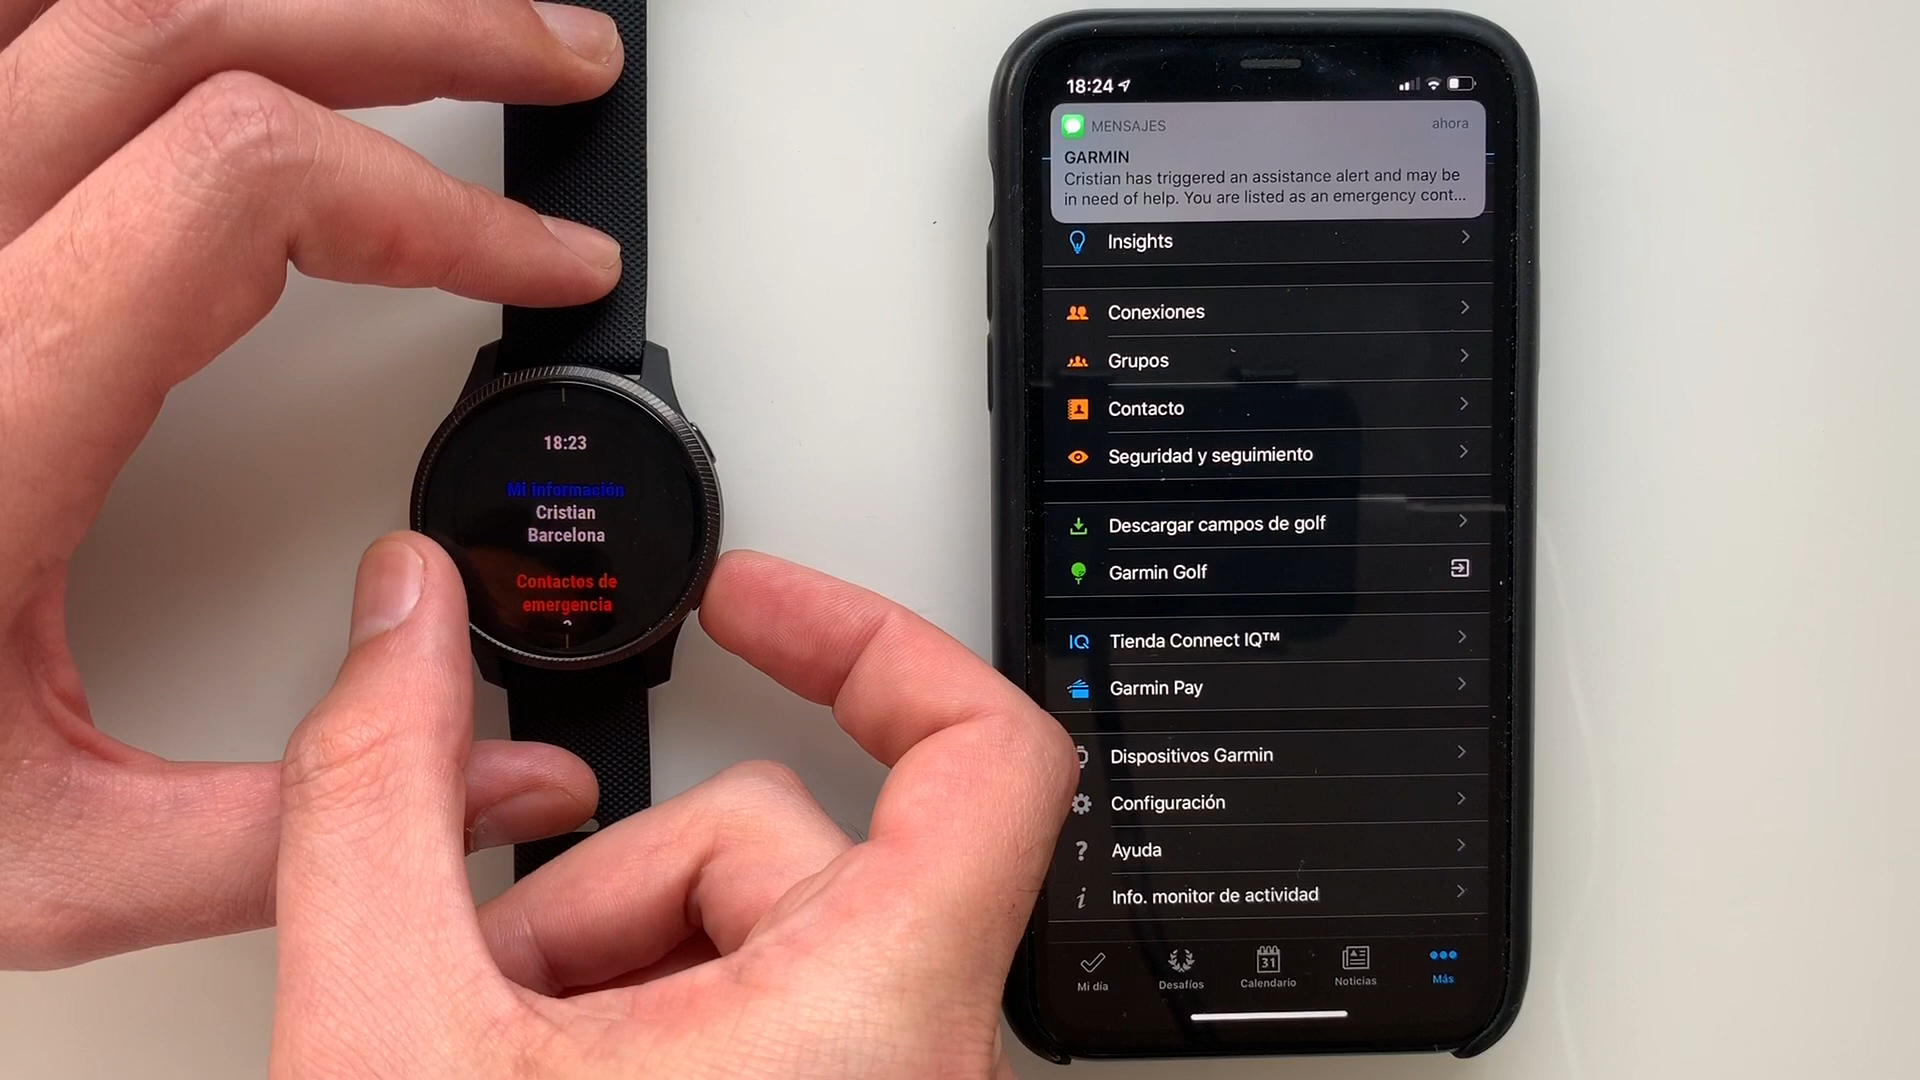 18:23
Mi información
Cristian
Barcelona
Contactos de
emergencia
18:24
MENSAJES
ahora
GARMIN
Cristian has triggered an assistance alert and may be
in need of help. You are listed as an emergency cont...
Insights
Conexiones
Grupos
Contacto
Seguridad y seguimiento
Descargar campos de golf
Garmin Golf
IQ Tienda Connect IQ™
Garmin Pay
Dispositivos Garmin
Configuración
? Ayuda
i Info. monitor de actividad
31
Mi día
Desafíos
Calendario
Noticias
Más